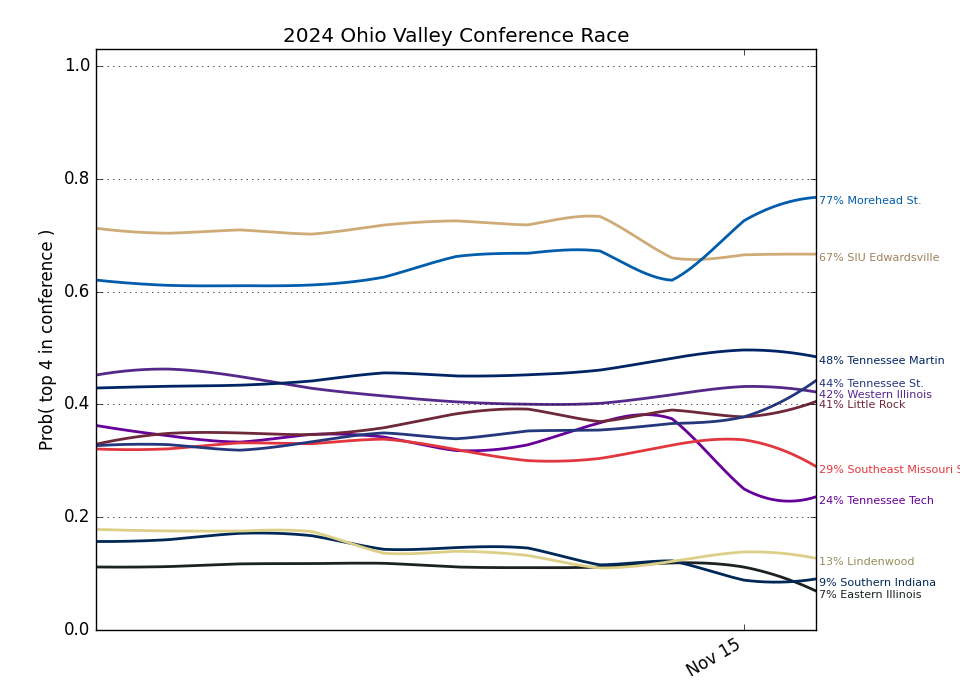 2024 Ohio Valley Conference Race
Prob( top 4 in conference )
1.0
0.8
0.6
0.4
0.2
0.0
Nov 15
77% Morehead St.
67% SIU Edwardsville
48% Tennessee Martin
44% Tennessee St.
42% Western Illinois
41% Little Rock
29% Southeast Missouri S
24% Tennessee Tech
13% Lindenwood
9% Southern Indiana
7% Eastern Illinois